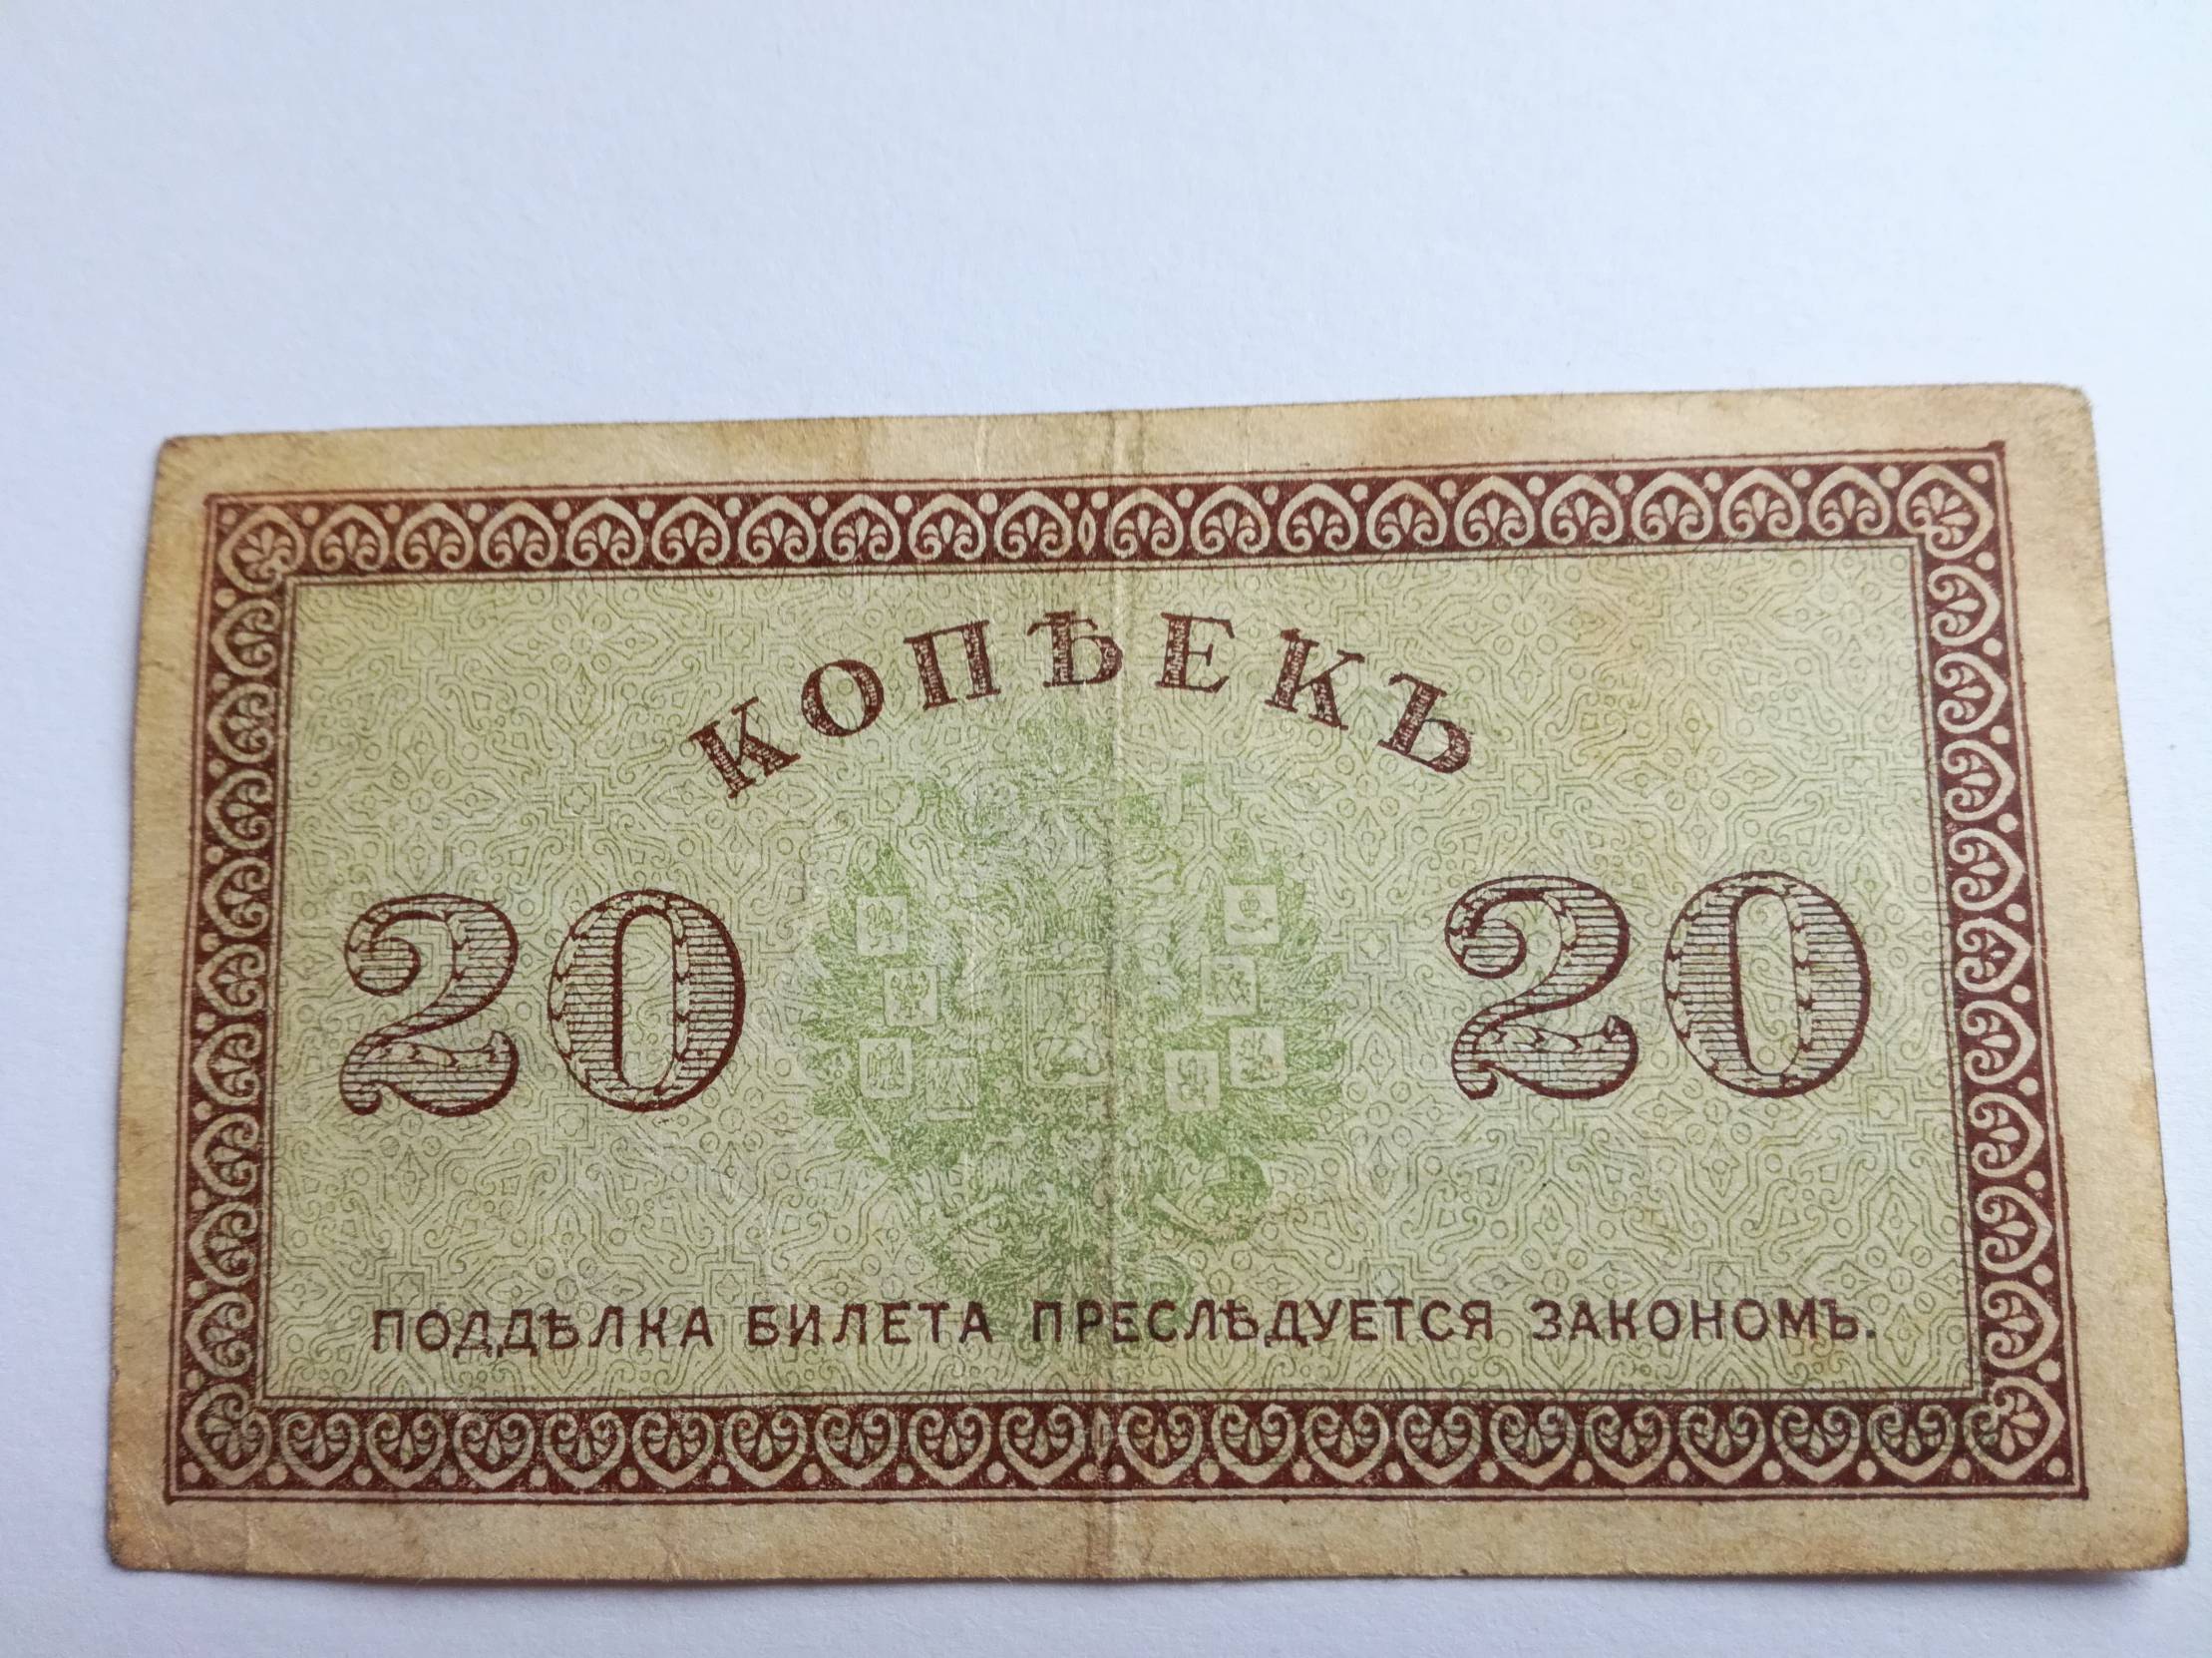 КОПѢЕКЪ
20 20
ПОДДѢЛКА БИЛЕТА ПРЕСЛѢДУЕТСЯ ЗАКОНОМЪ.